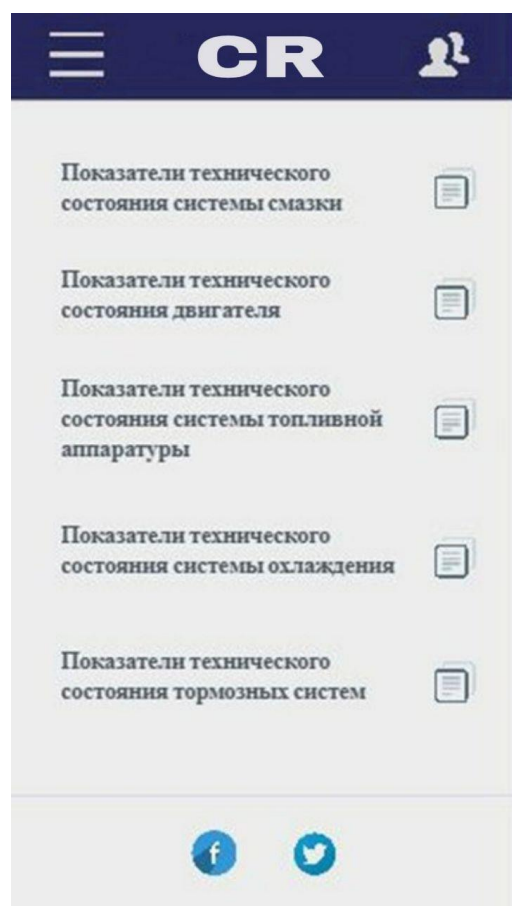 CR
Показатели технического
состояния системы смазки
Показатели технического
состояния двигателя
Показатели технического
состояния системы топливной
аппаратуры
Показатели технического
состояния системы охлаждения
Показатели технического
состояния тормозных систем